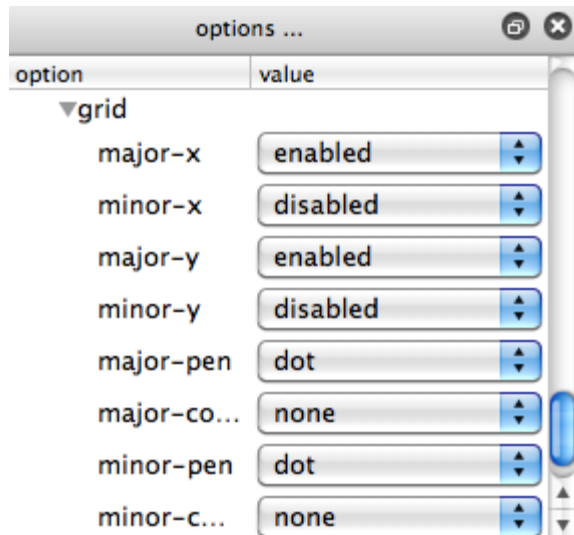 options ...
option value
grid
major-x enabled
minor-x disabled
major-y enabled
minor-y disabled
major-pen dot
major-co... none
minor-pen dot
minor-c... none